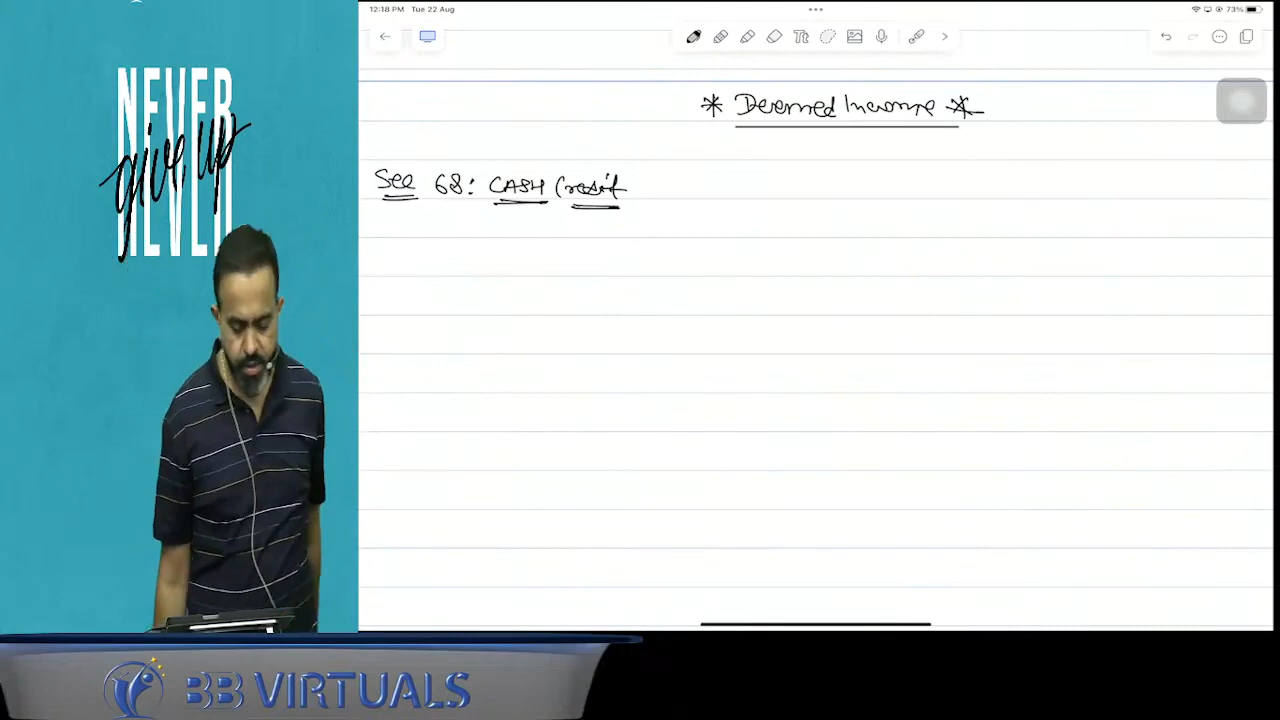 12:18 PM Tue 22 Aug
73%
NEVER
give up
NEVER
* Deemed Income *
Sec 68: CASH Credit
BB VIRTUALS